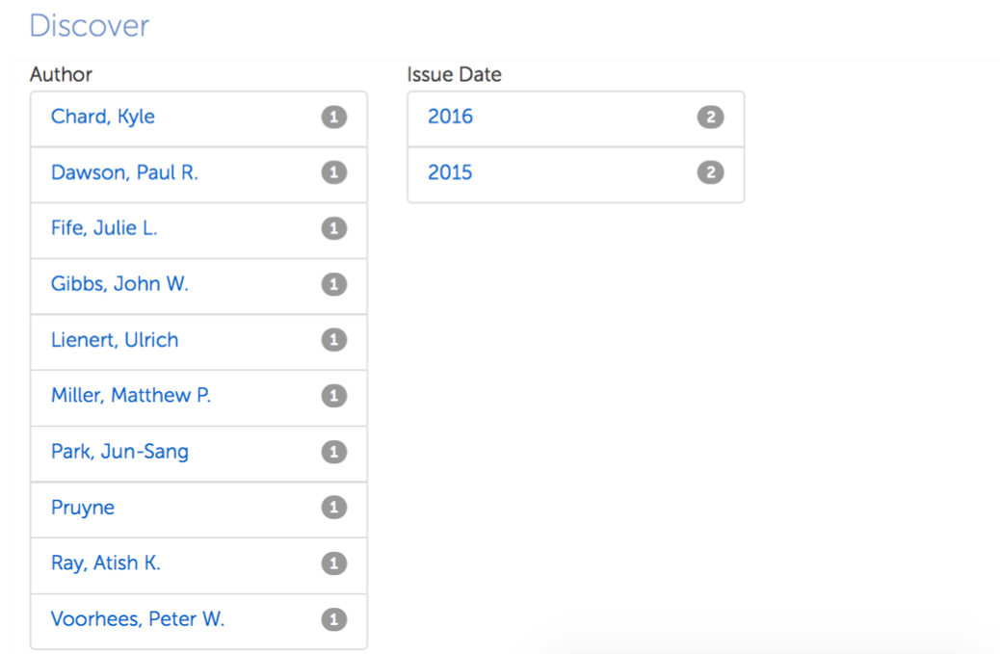 Discover
Author
Chard, Kyle 1
Dawson, Paul R. 1
Fife, Julie L. 1
Gibbs, John W. 1
Lienert, Ulrich 1
Miller, Matthew P. 1
Park, Jun-Sang 1
Pruyne 1
Ray, Atish K. 1
Voorhees, Peter W. 1
Issue Date
2016 2
2015 2